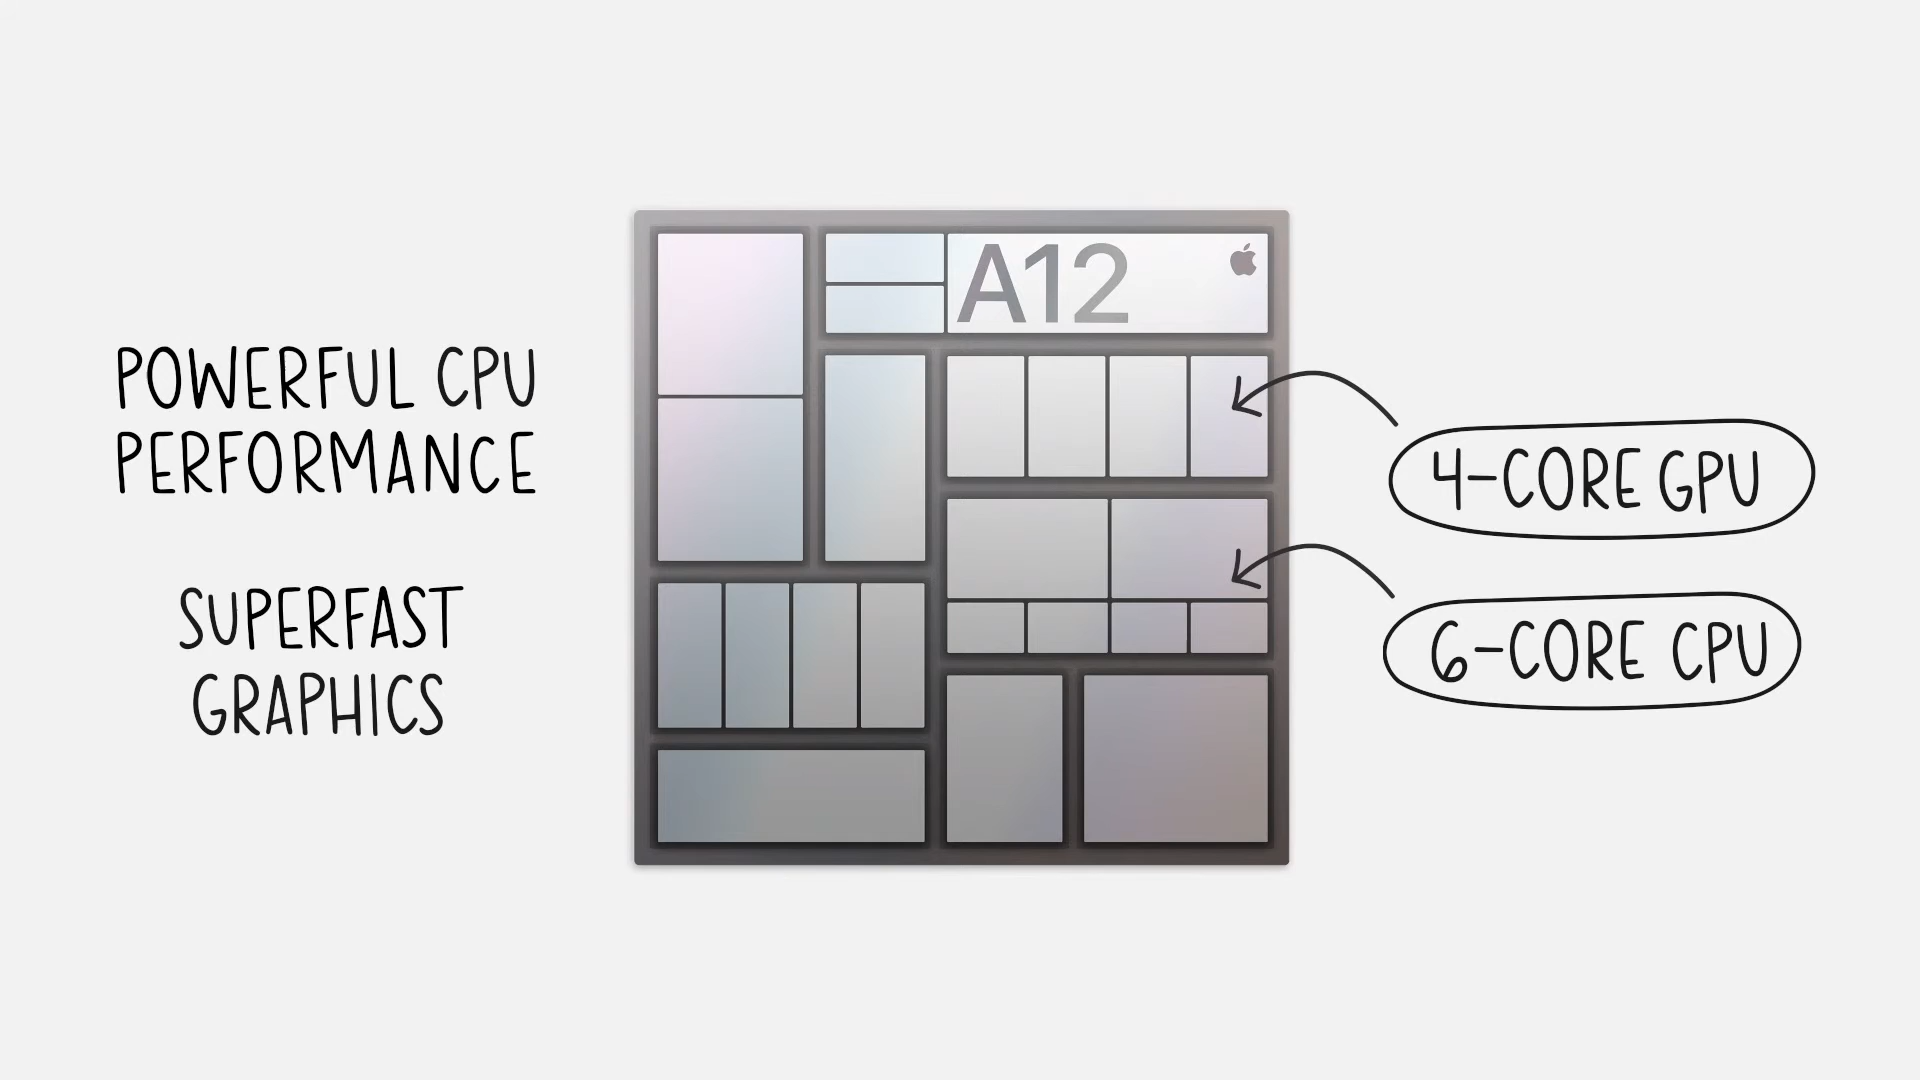 POWERFUL CPU
PERFORMANCE
SUPERFAST
GRAPHICS
A12
4-CORE GPU
6-CORE CPU